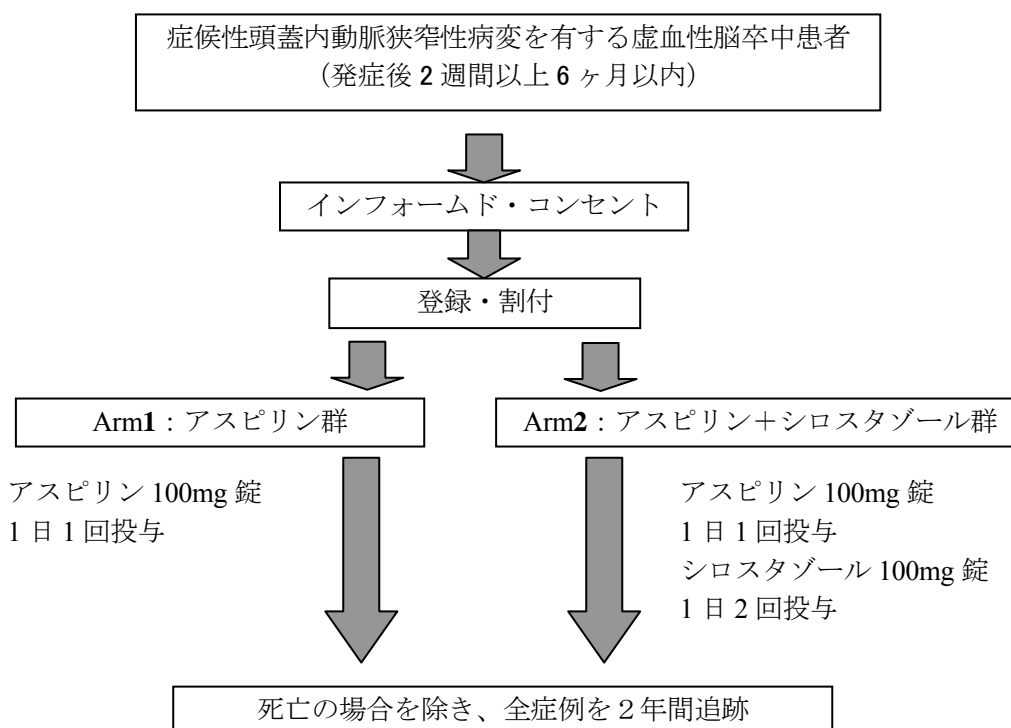 症候性頭蓋内動脈狭窄性病変を有する虚血性脳卒中患者
(発症後 2 週間以上 6 ヶ月以内)
インフォームド・コンセント
登録・割付
Arm1：アスピリン群
Arm2：アスピリン＋シロスタゾール群
アスピリン 100mg 錠
1 日 1 回投与
アスピリン 100mg 錠
1 日 1 回投与
シロスタゾール 100mg 錠
1 日 2 回投与
死亡の場合を除き、全症例を２年間追跡